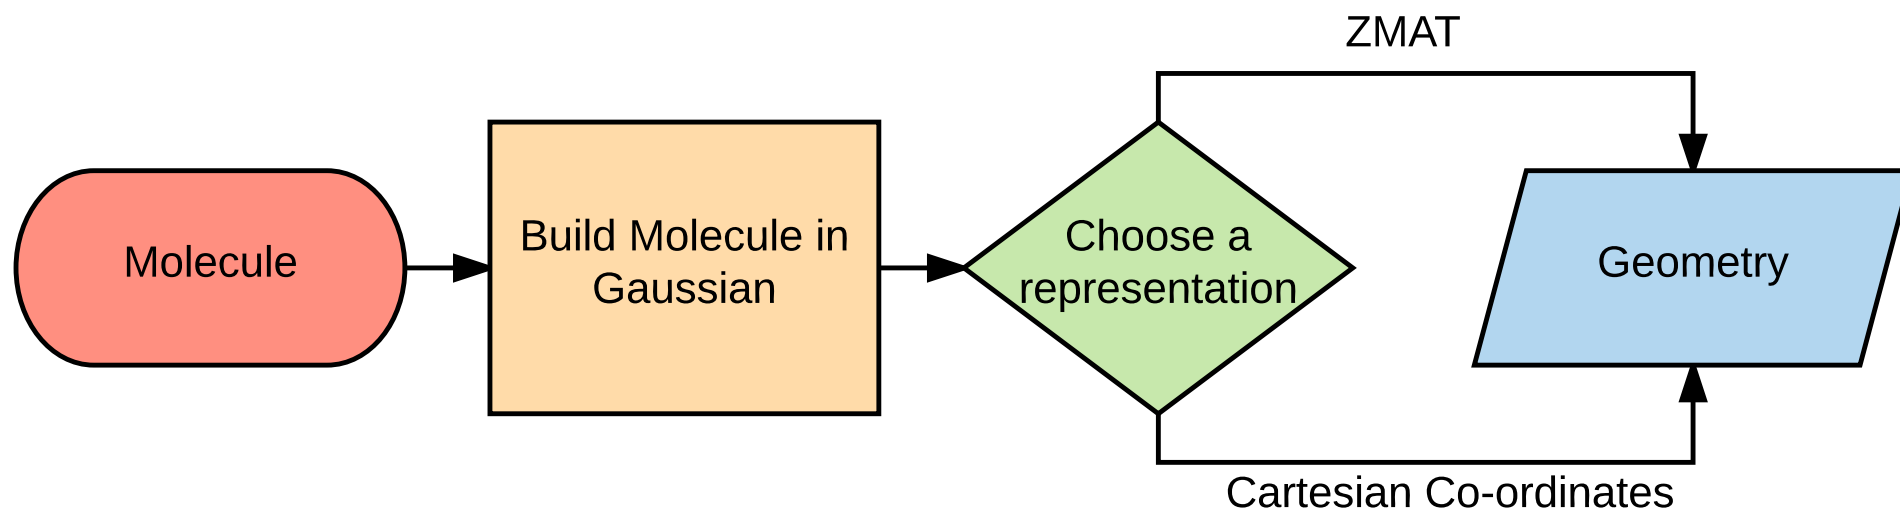 ZMAT
Molecule
Build Molecule in
Gaussian
Choose a
representation
Geometry
Cartesian Co-ordinates